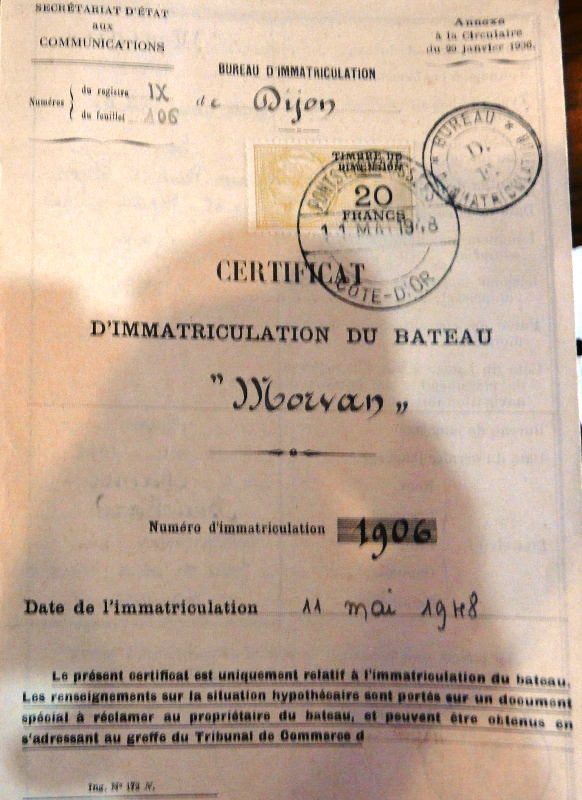 SECRÉTARIAT D'ÉTAT
aux
COMMUNICATIONS
Annexe
à la Circulaire
du 29 janvier 1936.
BUREAU D'IMMATRICULATION
de Dijon
Numéros
du registre IX
du feuillet 106
BUREAU D'IMMATRICULATION
D. F.
TIMBRE DE
DIMENSION
20
FRANCS
PONTS
11 MAI 1948
CÔTE-D'OR
CERTIFICAT
D'IMMATRICULATION DU BATEAU
"Morvan"
Numéro d'immatriculation 1906
Date de l'immatriculation 11 mai 1948
Le présent certificat est uniquement relatif à l'immatriculation du bateau.
Les renseignements sur la situation hypothécaire sont portés sur un document
spécial à réclamer au propriétaire du bateau, et peuvent être obtenus en
s'adressant au greffe du Tribunal de Commerce d
Ing. N° 173 N.